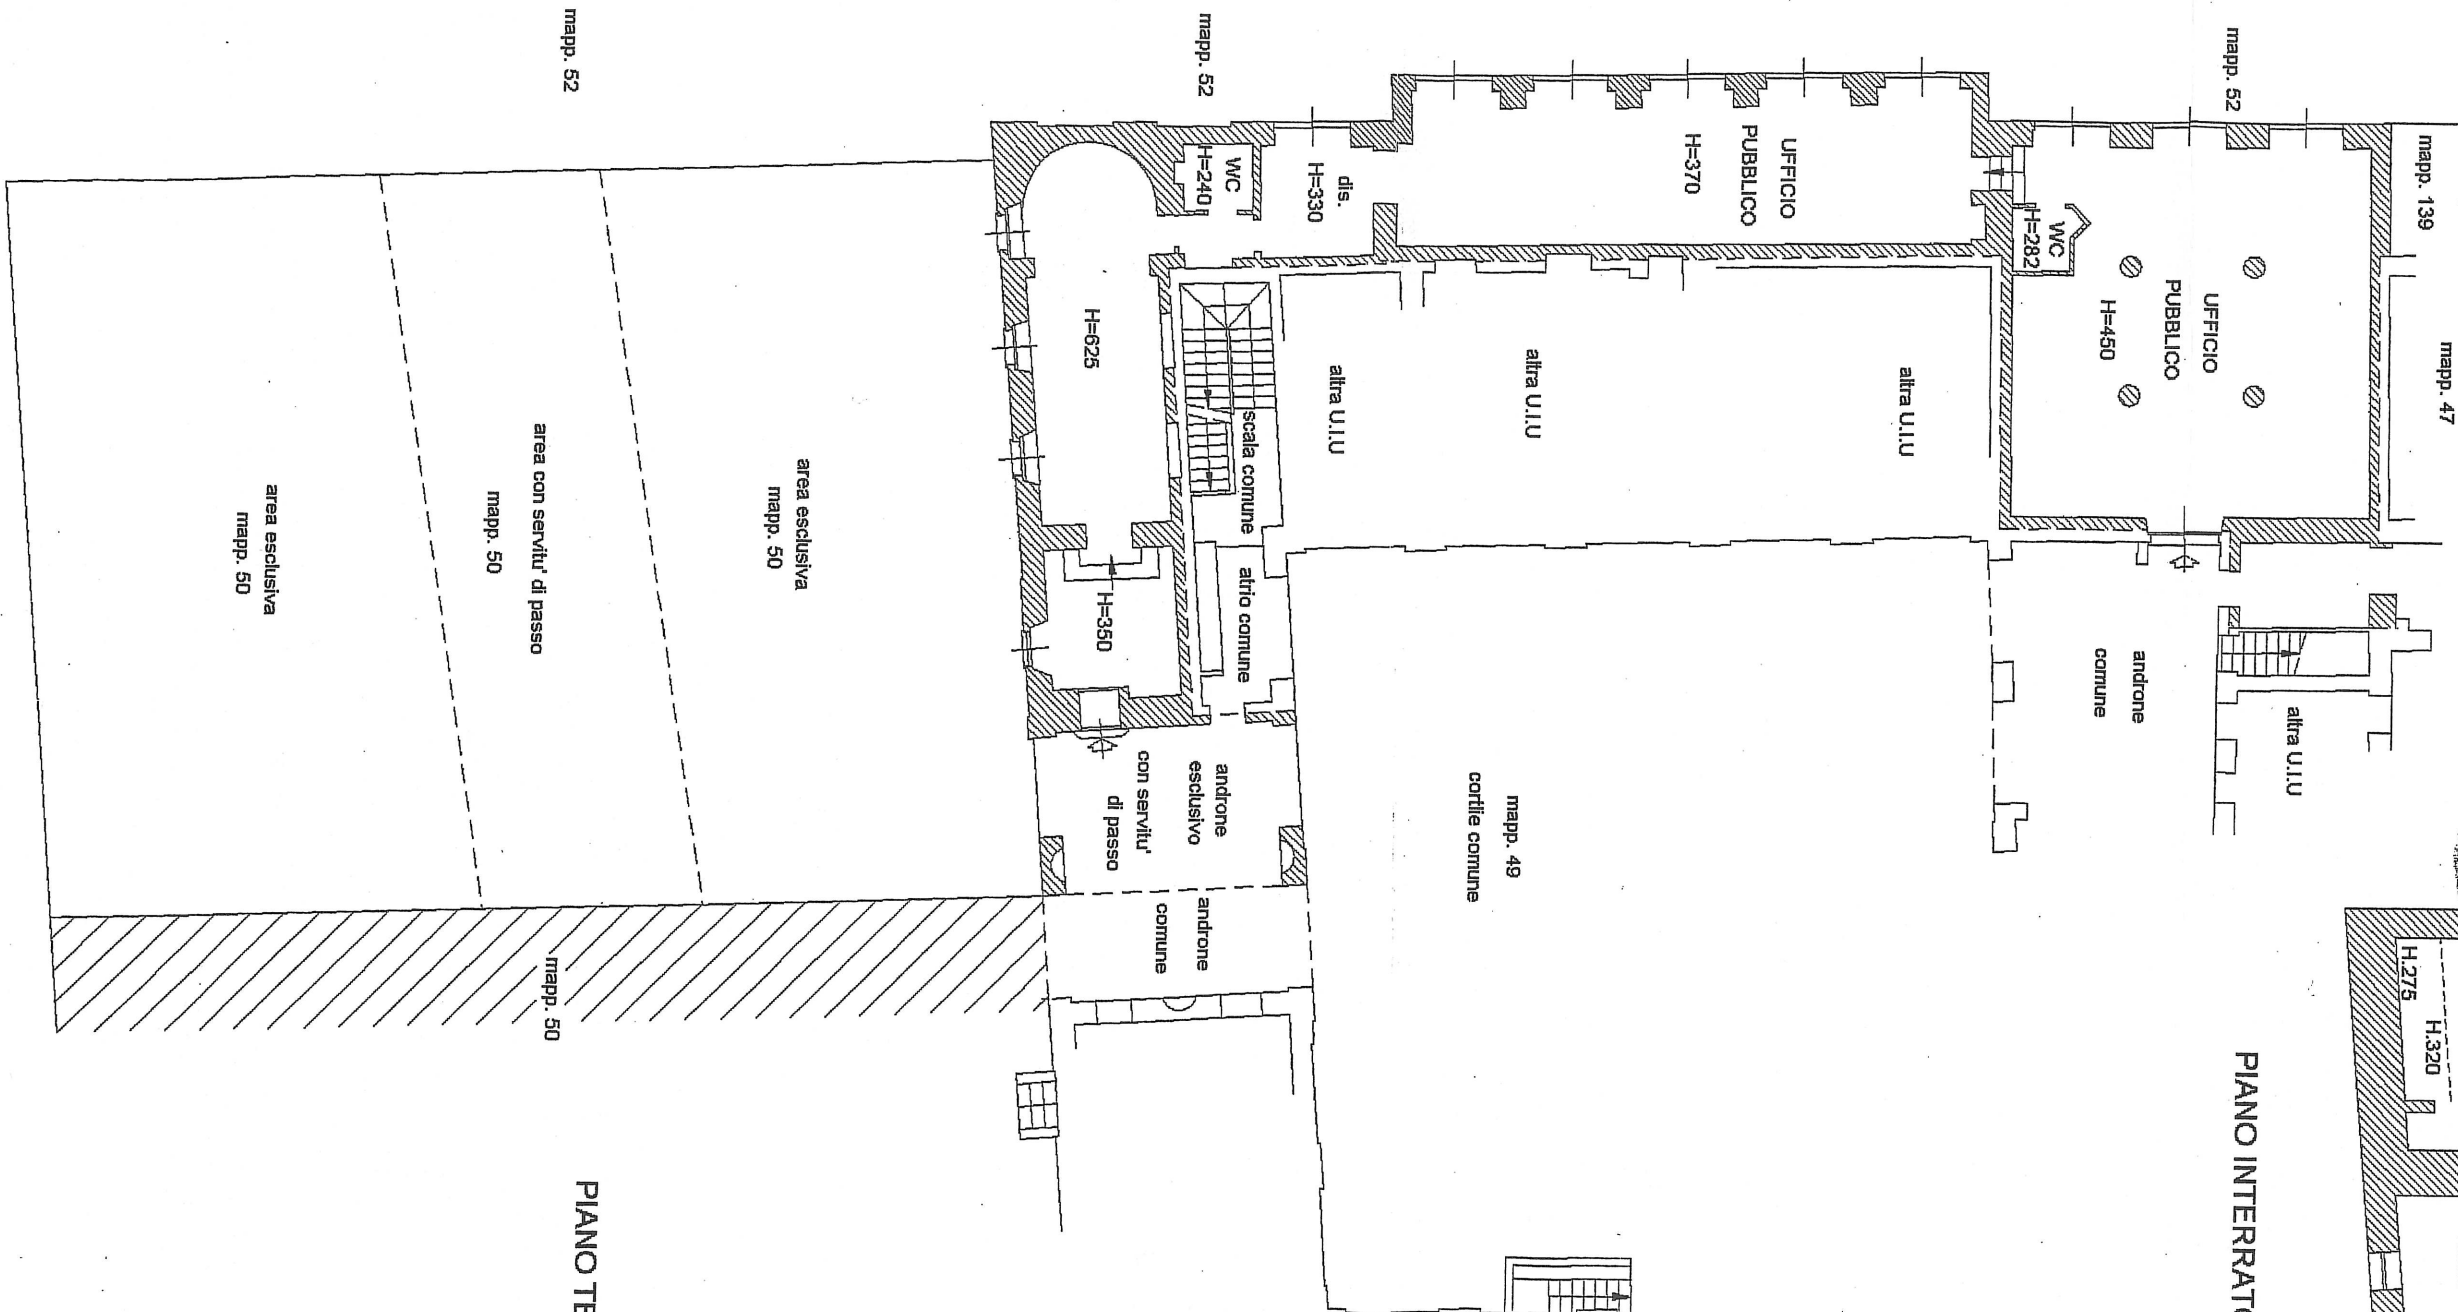 mapp. 52
mapp. 52
mapp. 52
mapp. 139
mapp. 47
UFFICIO
PUBBLICO
H=450
WC
H=282
UFFICIO
PUBBLICO
H=370
dis.
H=330
WC
H=240
H=625
H=350
altra U.I.U
altra U.I.U
altra U.I.U
altra U.I.U
scala comune
atrio comune
androne
comune
androne
esclusivo
con servitu'
di passo
androne
comune
mapp. 49
cortile comune
area esclusiva
mapp. 50
area con servitu' di passo
mapp. 50
area esclusiva
mapp. 50
mapp. 50
H.275
H.320
PIANO INTERRATO
PIANO TE